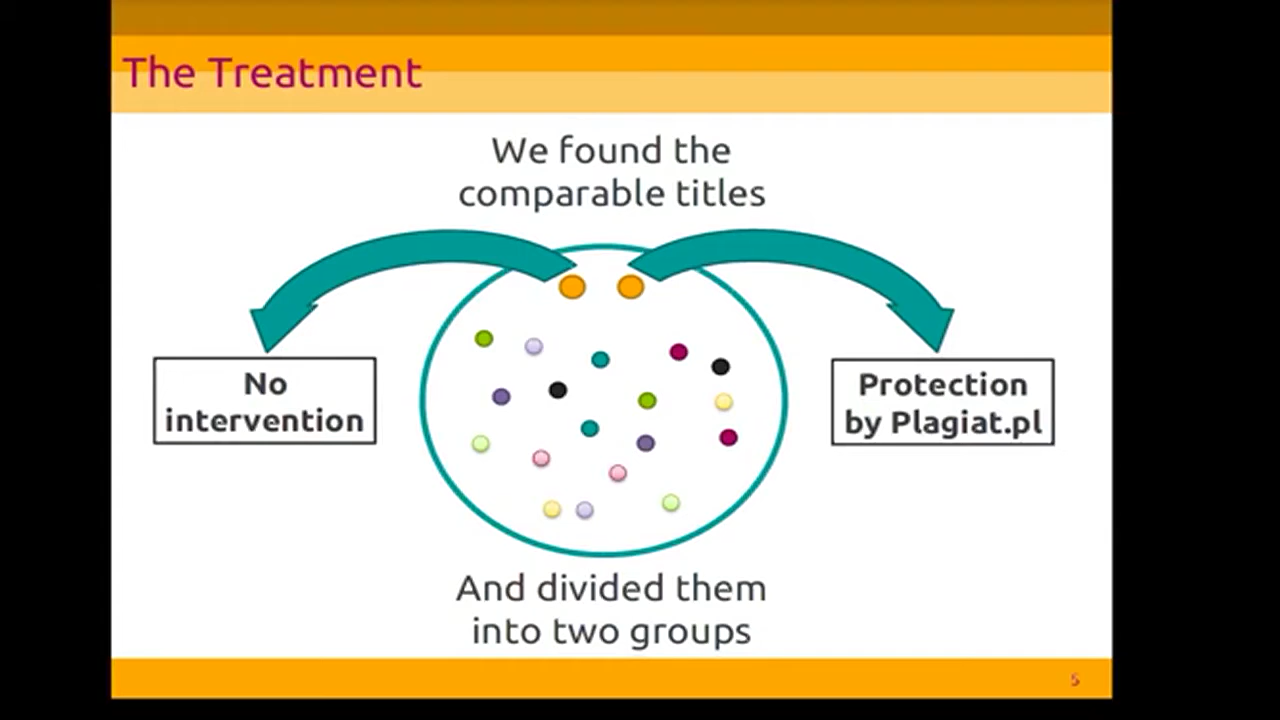 The Treatment
We found the
comparable titles
No
intervention
Protection
by Plagiat.pl
And divided them
into two groups
5